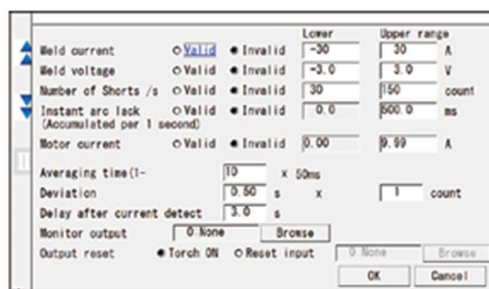 Lower Upper range
Weld current Valid Invalid -30 30 A
Weld voltage Valid Invalid -3.0 3.0 V
Number of Shorts /s Valid Invalid 30 150 count
Instant arc lack Valid Invalid 0.0 500.0 ms
(Accumulated per 1 second)
Motor current Valid Invalid 0.00 9.99 A
Averaging time(1- 10 x 50ms
Deviation 0.50 s x 1 count
Delay after current detect 3.0 s
Monitor output 0:None Browse
Output reset Torch ON Reset input 0:None Browse
OK Cancel